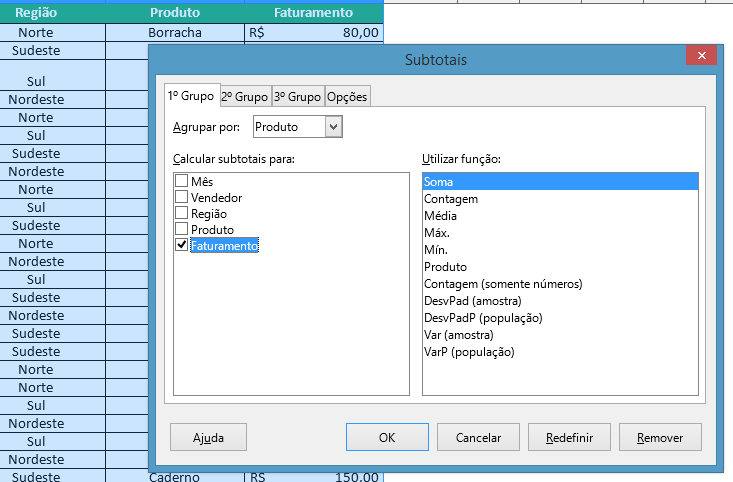 Região Produto Faturamento
Norte Borracha R$ 80,00
Sudeste
Sul
Nordeste
Norte
Sul
Sudeste
Nordeste
Norte
Sul
Sudeste
Norte
Nordeste
Sul
Sudeste
Nordeste
Sudeste
Sudeste
Norte
Norte
Sul
Nordeste
Sul
Nordeste
Sudeste Caderno R$ 150,00
Subtotais
1º Grupo 2º Grupo 3º Grupo Opções
Agrupar por: Produto
Calcular subtotais para:
Mês
Vendedor
Região
Produto
Faturamento
Utilizar função:
Soma
Contagem
Média
Máx.
Mín.
Produto
Contagem (somente números)
DesvPad (amostra)
DesvPadP (população)
Var (amostra)
VarP (população)
Ajuda OK Cancelar Redefinir Remover